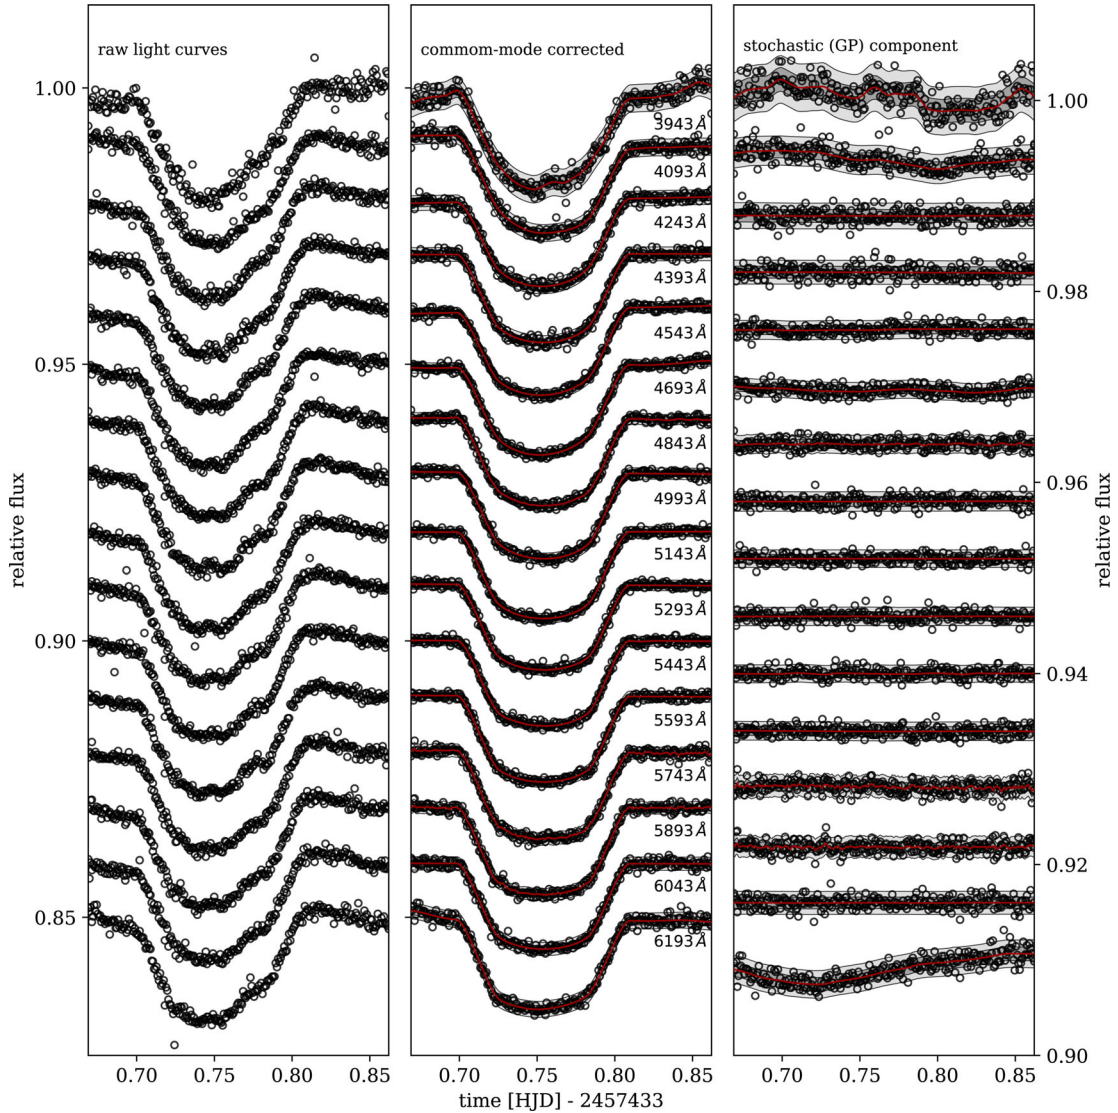 raw light curves
commom-mode corrected
stochastic (GP) component
1.00
0.95
0.90
0.85
relative flux
3943Å
4093Å
4243Å
4393Å
4543Å
4693Å
4843Å
4993Å
5143Å
5293Å
5443Å
5593Å
5743Å
5893Å
6043Å
6193Å
1.00
0.98
0.96
0.94
0.92
0.90
relative flux
0.70 0.75 0.80 0.85
0.70 0.75 0.80 0.85
0.70 0.75 0.80 0.85
time [HJD] - 2457433